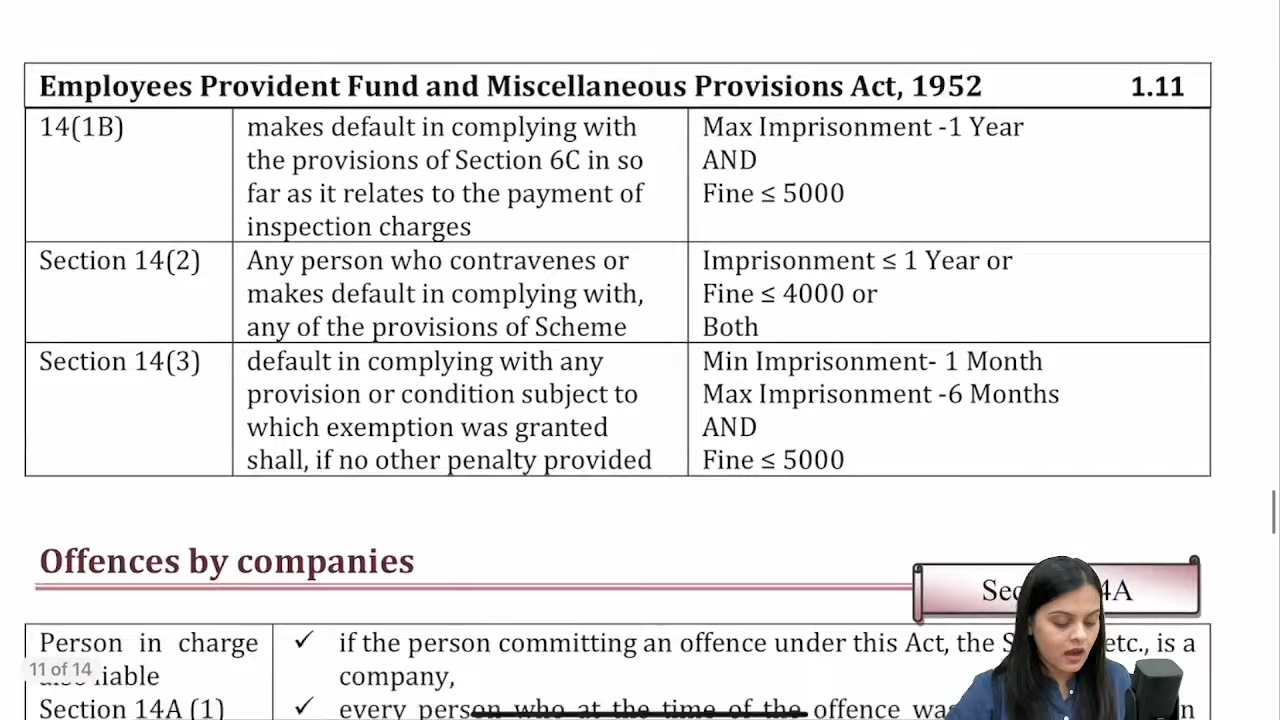 Employees Provident Fund and Miscellaneous Provisions Act, 1952 1.11
14(1B)
makes default in complying with
the provisions of Section 6C in so
far as it relates to the payment of
inspection charges
Max Imprisonment -1 Year
AND
Fine ≤ 5000
Section 14(2)
Any person who contravenes or
makes default in complying with,
any of the provisions of Scheme
Imprisonment ≤ 1 Year or
Fine ≤ 4000 or
Both
Section 14(3)
default in complying with any
provision or condition subject to
which exemption was granted
shall, if no other penalty provided
Min Imprisonment- 1 Month
Max Imprisonment -6 Months
AND
Fine ≤ 5000
Offences by companies
Person in charge
Section 14A (1)
✓ if the person committing an offence under this Act, the etc., is a
company,
✓ every person who at the time of the offence
11 of 14